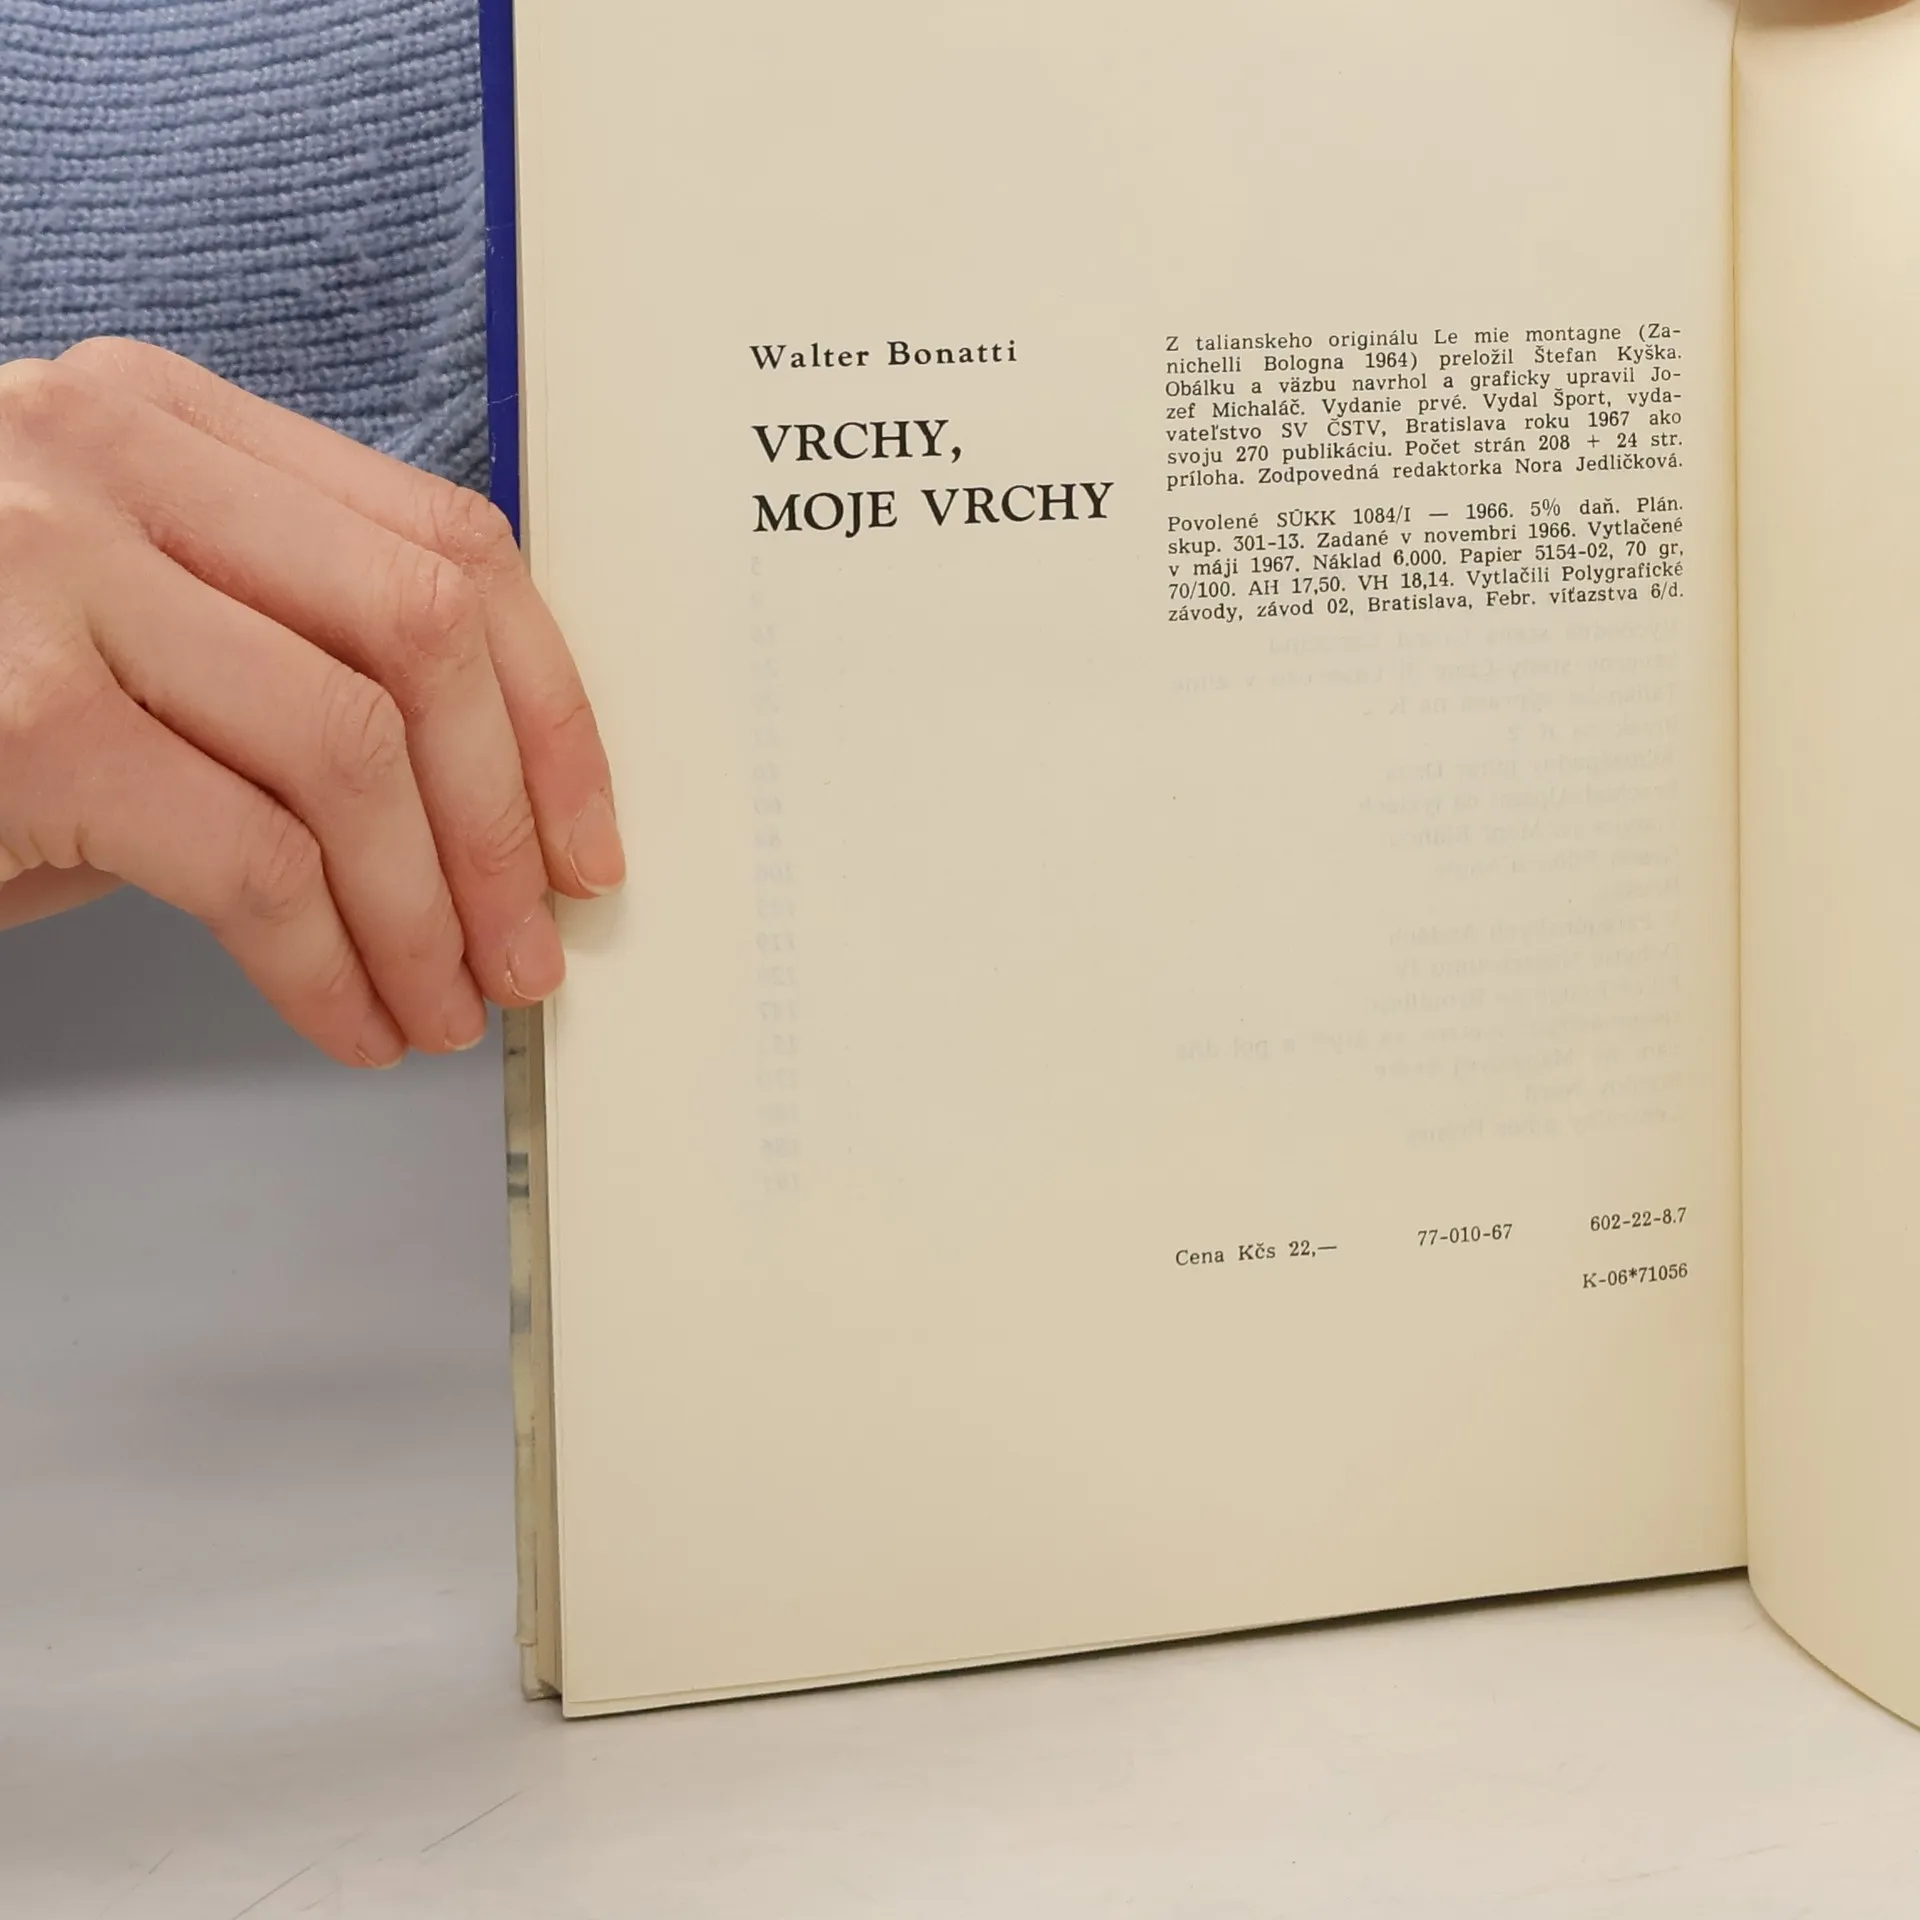 Walter Bonatti
VRCHY,
MOJE VRCHY
Z talianskeho originálu Le mie montagne (Za-
nichelli Bologna 1964) preložil Štefan Kyška.
Obálku a väzbu navrhol a graficky upravil Jo-
zef Michaláč. Vydanie prvé. Vydal Šport, vyda-
vateľstvo SV ČSTV, Bratislava roku 1967 ako
svoju 270 publikáciu. Počet strán 208 + 24 str.
príloha. Zodpovedná redaktorka Nora Jedličková.
Povolené SÚKK 1084/I — 1966. 5% daň. Plán.
skup. 301-13. Zadané v novembri 1966. Vytlačené
v máji 1967. Náklad 6.000. Papier 5154-02, 70 gr,
70/100. AH 17,50. VH 18,14. Vytlačili Polygrafické
závody, závod 02, Bratislava, Febr. víťazstva 6/d.
Cena Kčs 22,— 77-010-67 602-22-8.7
K-06*71056